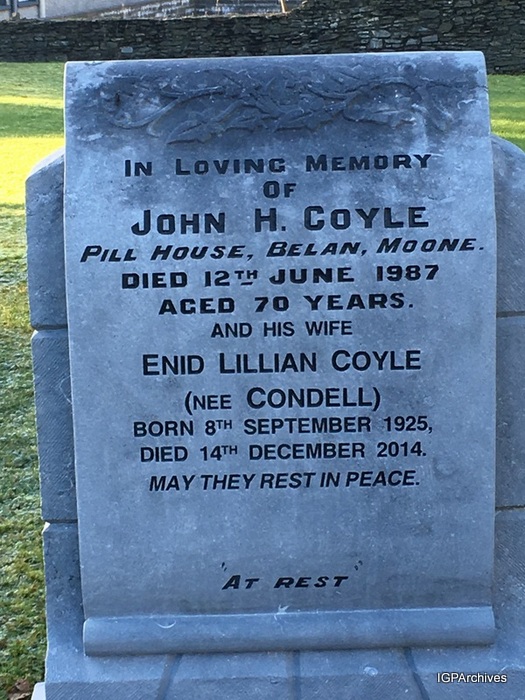 IN LOVING MEMORY
OF
JOHN H. COYLE
PILL HOUSE, BELAN, MOONE.
DIED 12TH JUNE 1987
AGED 70 YEARS.
AND HIS WIFE
ENID LILLIAN COYLE
(NEE CONDELL)
BORN 8TH SEPTEMBER 1925,
DIED 14TH DECEMBER 2014.
MAY THEY REST IN PEACE.
"AT REST"
IGPArchives